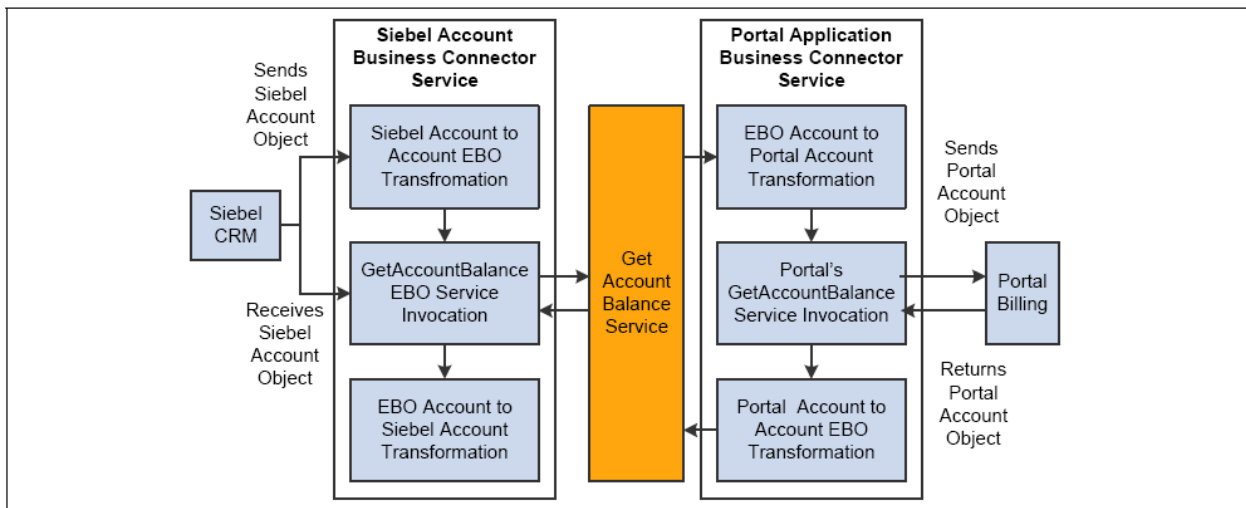 Siebel Account
Business Connector
Service
Portal Application
Business Connector
Service
Sends
Siebel
Account
Object
Siebel Account to
Account EBO
Transfromation
EBO Account to
Portal Account
Transformation
Sends
Portal
Account
Object
Siebel
CRM
GetAccountBalance
EBO Service
Invocation
Get
Account
Balance
Service
Portal's
GetAccountBalance
Service Invocation
Portal
Billing
Receives
Siebel
Account
Object
EBO Account to
Siebel Account
Transformation
Portal Account to
Account EBO
Transformation
Returns
Portal
Account
Object